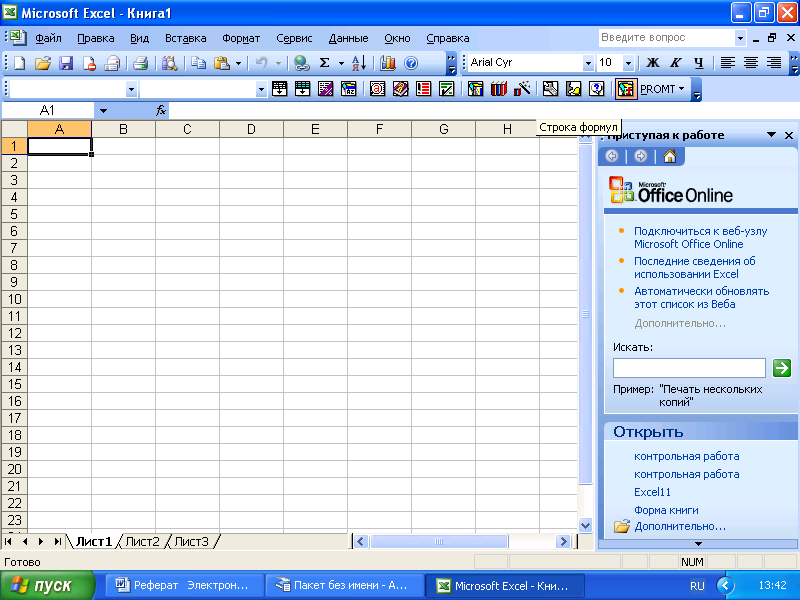 Microsoft Excel - Книга1
Файл Правка Вид Вставка Формат Сервис Данные Окно Справка Введите вопрос
Arial Cyr 10 Ж К Ч
PROMT
A1 fx
Строка формул
A B C D E F G H
1
2
3
4
5
6
7
8
9
10
11
12
13
14
15
16
17
18
19
20
21
22
23
Приступая к работе
Microsoft
Office Online
Подключиться к веб-узлу
Microsoft Office Online
Последние сведения об
использовании Excel
Автоматически обновлять
этот список из Веба
Дополнительно...
Искать:
Пример: "Печать нескольких
копий"
Открыть
контрольная работа
контрольная работа
Excel11
Форма книги
Дополнительно...
Лист1 Лист2 Лист3
Готово NUM
пуск Реферат Электрон... Пакет без имени - A... Microsoft Excel - Кни... RU 13:42